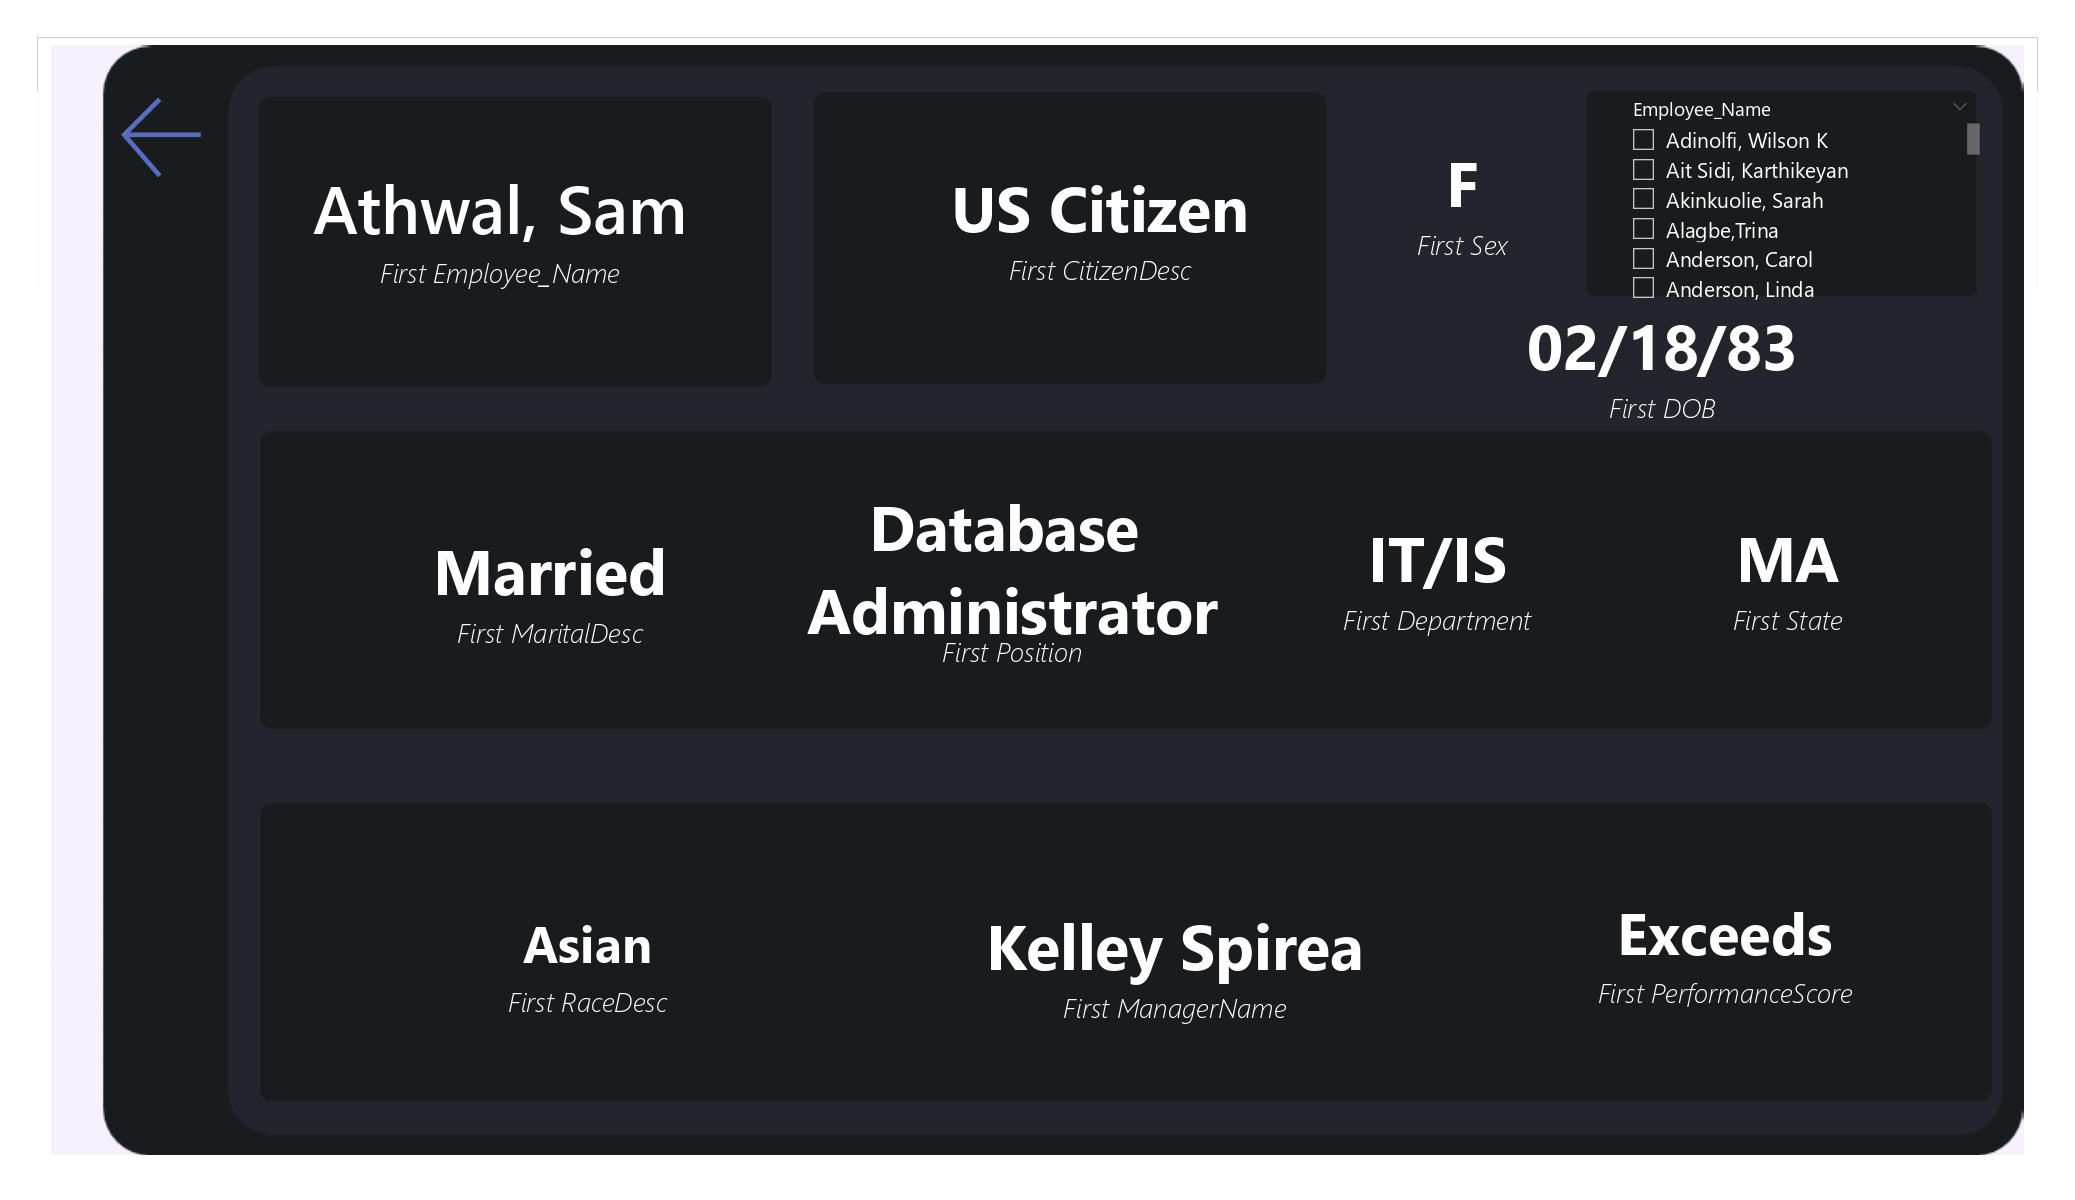 Athwal, Sam
First Employee_Name
US Citizen
First CitizenDesc
F
First Sex
Employee_Name
Adinolfi, Wilson K
Ait Sidi, Karthikeyan
Akinkuolie, Sarah
Alagbe,Trina
Anderson, Carol
Anderson, Linda
02/18/83
First DOB
Married
First MaritalDesc
Database
Administrator
First Position
IT/IS
First Department
MA
First State
Asian
First RaceDesc
Kelley Spirea
First ManagerName
Exceeds
First PerformanceScore